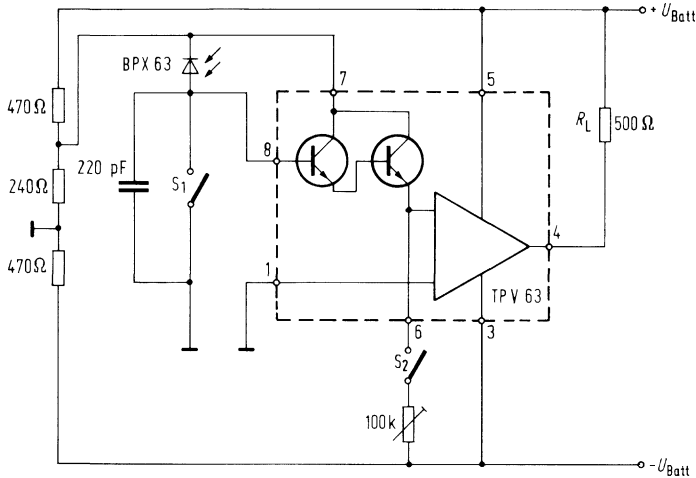 + U_Batt
BPX 63
7
5
470Ω
R_L 500Ω
8
220 pF
S₁
240Ω
4
470Ω
1
TPV 63
6
3
S₂
100k
- U_Batt